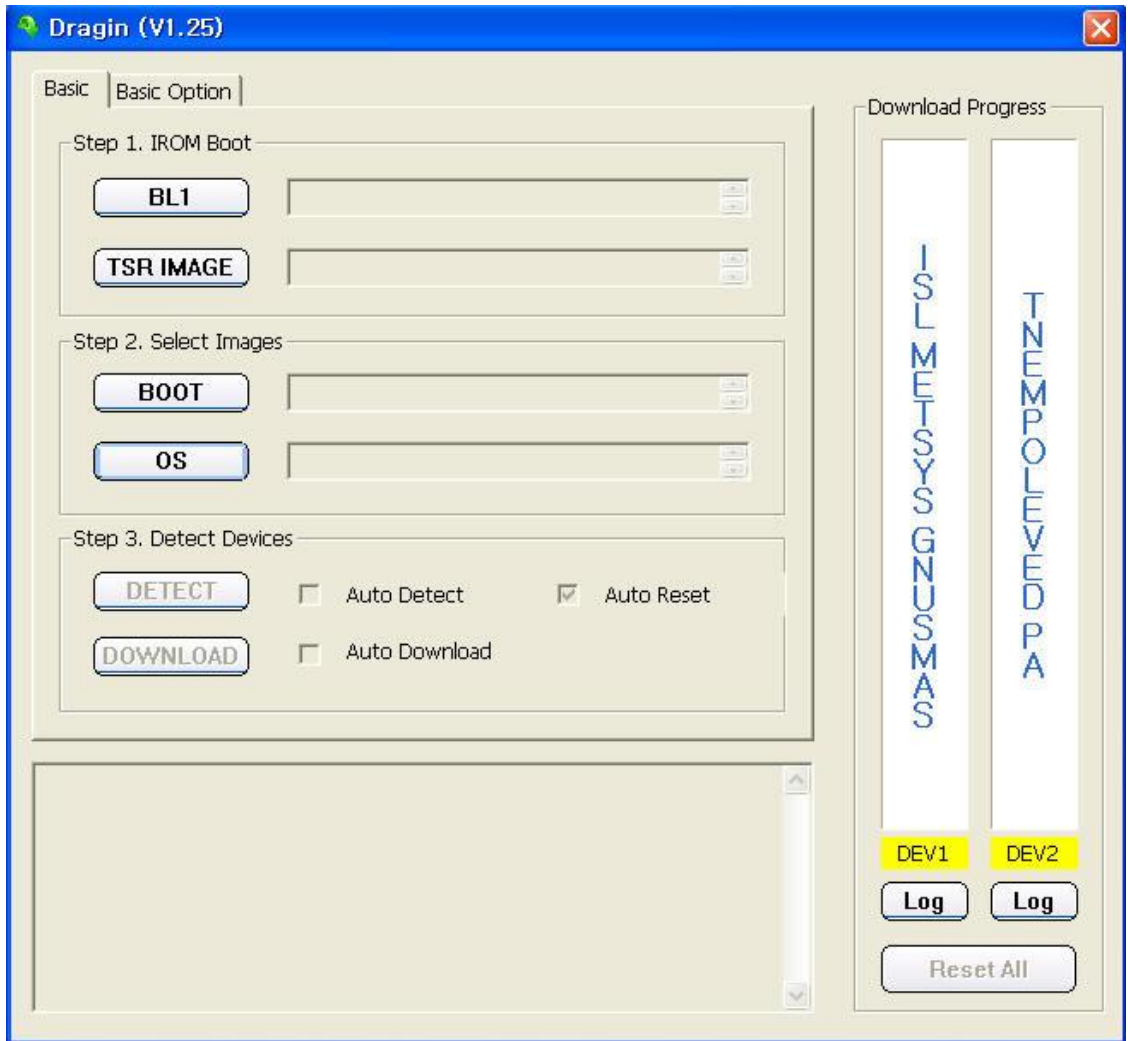 Dragin (V1.25)
Basic
Basic Option
Step 1. IROM Boot
BL1
TSR IMAGE
Step 2. Select Images
BOOT
OS
Step 3. Detect Devices
DETECT
Auto Detect
Auto Reset
DOWNLOAD
Auto Download
Download Progress
ISL METSYS GNUSMAS
TNEMPOLEVED PA
DEV1
DEV2
Log
Log
Reset All